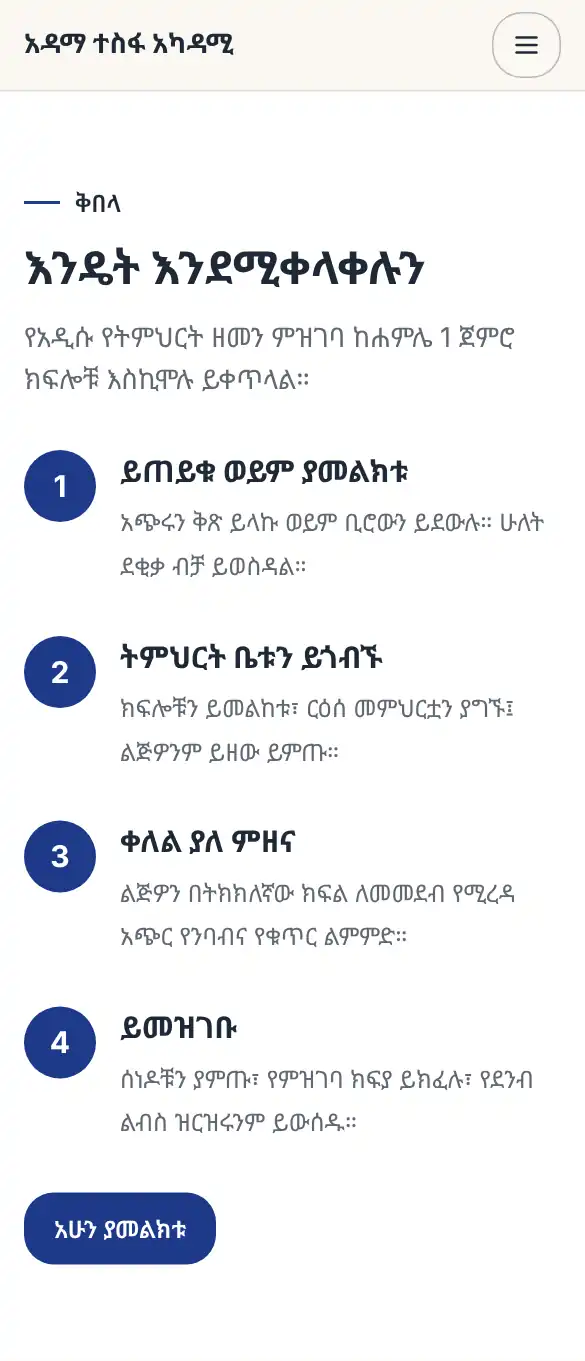 አዳማ ተስፋ አካዳሚ
ቅበላ
እንዴት እንደሚቀላቀሉን
የአዲሱ የትምህርት ዘመን ምዝገባ ከሐምሌ 1 ጀምሮ
ክፍሎቹ እስኪሞሉ ይቀጥላል።
1
ይጠይቁ ወይም ያመልክቱ
አጭሩን ቅጽ ይላኩ ወይም ቢሮውን ይደውሉ። ሁለት
ደቂቃ ብቻ ይወስዳል።
2
ትምህርት ቤቱን ይጎብኙ
ክፍሎቹን ይመልከቱ፣ ርዕሰ መምህርቷን ያግኙ፤
ልጅዎንም ይዘው ይምጡ።
3
ቀለል ያለ ምዘና
ልጅዎን በትክክለኛው ክፍል ለመመደብ የሚረዳ
አጭር የንባብና የቁጥር ልምምድ።
4
ይመዝገቡ
ሰነዶቹን ያምጡ፣ የምዝገባ ክፍያ ይክፈሉ፣ የደንብ
ልብስ ዝርዝሩንም ይውሰዱ።
አሁን ያመልክቱ